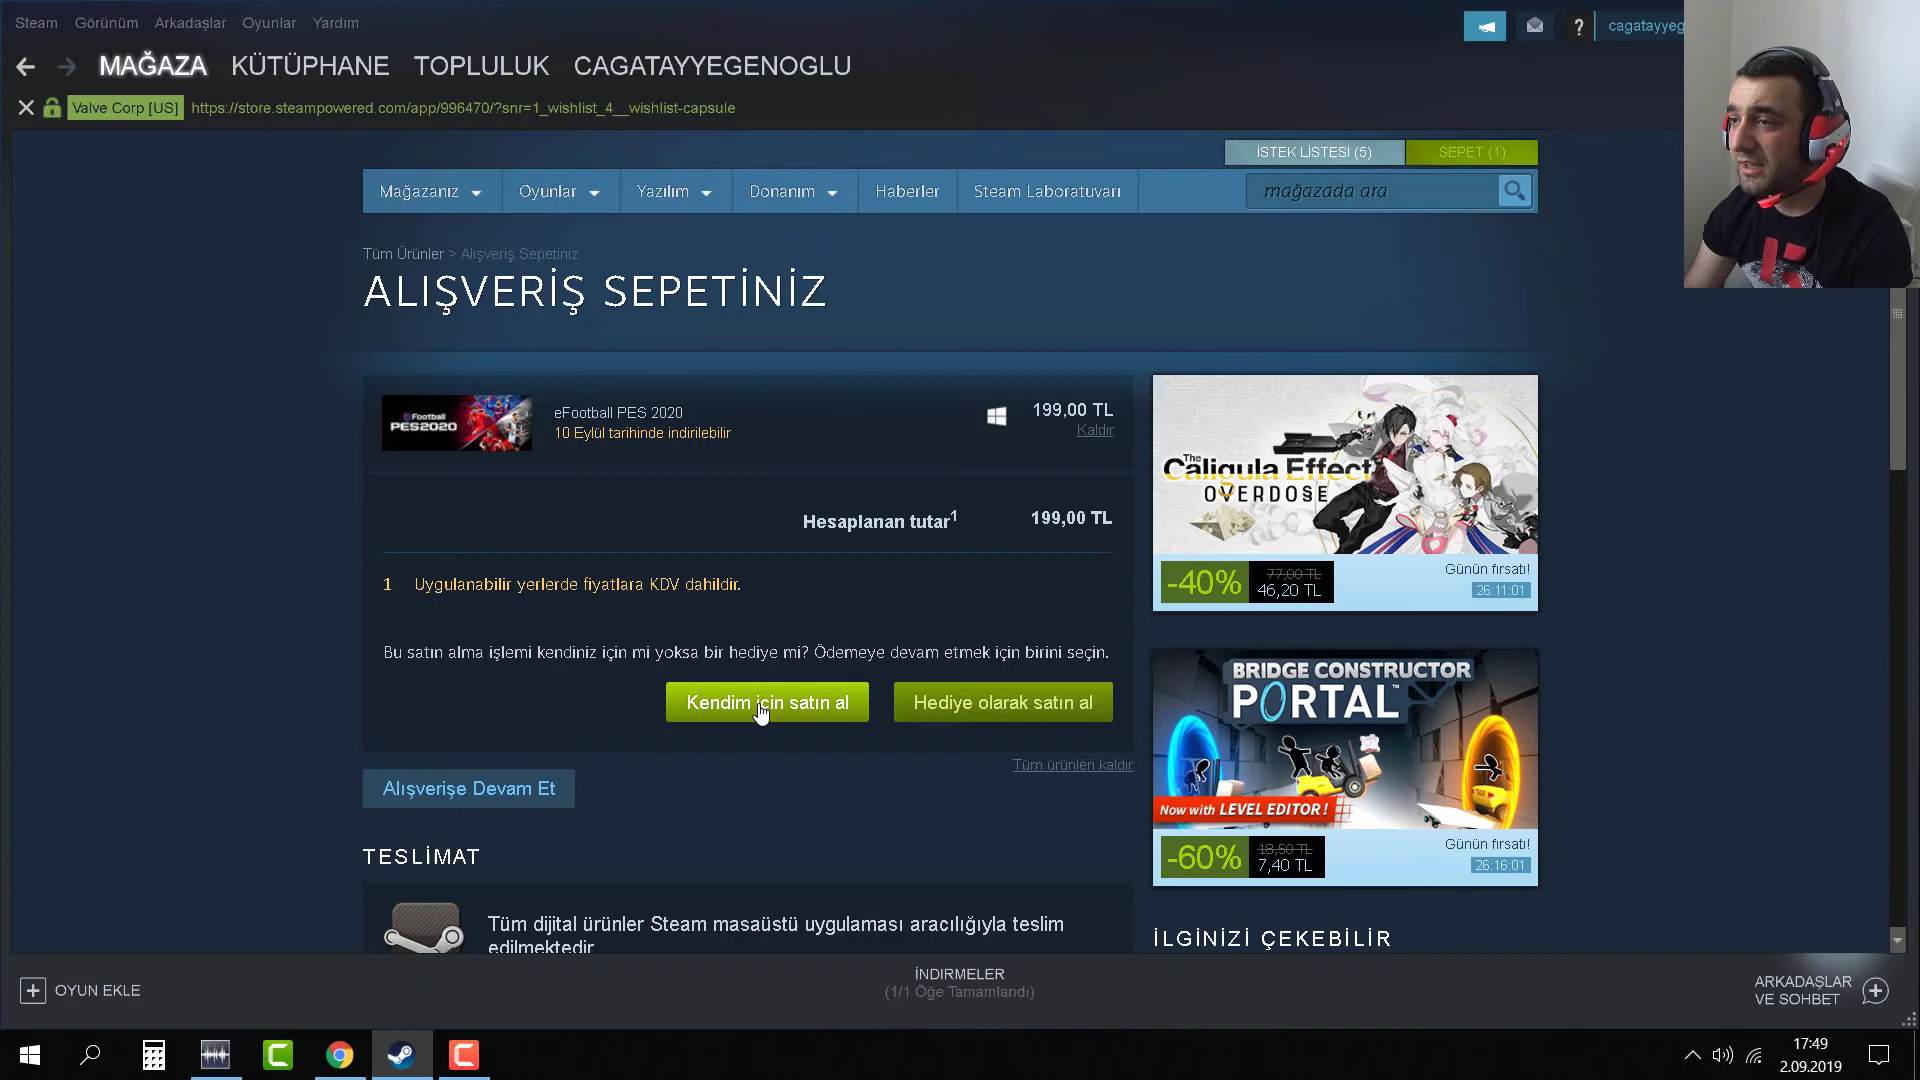 Steam Görünüm Arkadaşlar Oyunlar Yardım
?
MAĞAZA KÜTÜPHANE TOPLULUK CAGATAYYEGENOGLU
Valve Corp [US] https://store.steampowered.com/app/996470/?snr=1_wishlist_4__wishlist-capsule
İSTEK LİSTESİ (5) SEPET (1)
Mağazanız Oyunlar Yazılım Donanım Haberler Steam Laboratuvarı
mağazada ara
Tüm Ürünler > Alışveriş Sepetiniz
ALIŞVERİŞ SEPETİNİZ
eFootball
PES2020
eFootball PES 2020
10 Eylül tarihinde indirilebilir
199,00 TL
Kaldır
Hesaplanan tutar1 199,00 TL
1 Uygulanabilir yerlerde fiyatlara KDV dahildir.
Bu satın alma işlemi kendiniz için mi yoksa bir hediye mi? Ödemeye devam etmek için birini seçin.
Kendim için satın al Hediye olarak satın al
Tüm ürünleri kaldır
Alışverişe Devam Et
TESLİMAT
Tüm dijital ürünler Steam masaüstü uygulaması aracılığıyla teslim
edilmektedir
The
Caligula Effect
OVERDOSE
-40% 77,00 TL
46,20 TL
Günün fırsatı!
26:11:01
BRIDGE CONSTRUCTOR
PORTAL
Now with LEVEL EDITOR!
-60% 18,50 TL
7,40 TL
Günün fırsatı!
26:16:01
İLGİNİZİ ÇEKEBİLİR
OYUN EKLE
İNDİRMELER
(1/1 Öğe Tamamlandı)
ARKADAŞLAR
VE SOHBET
17:49
2.09.2019